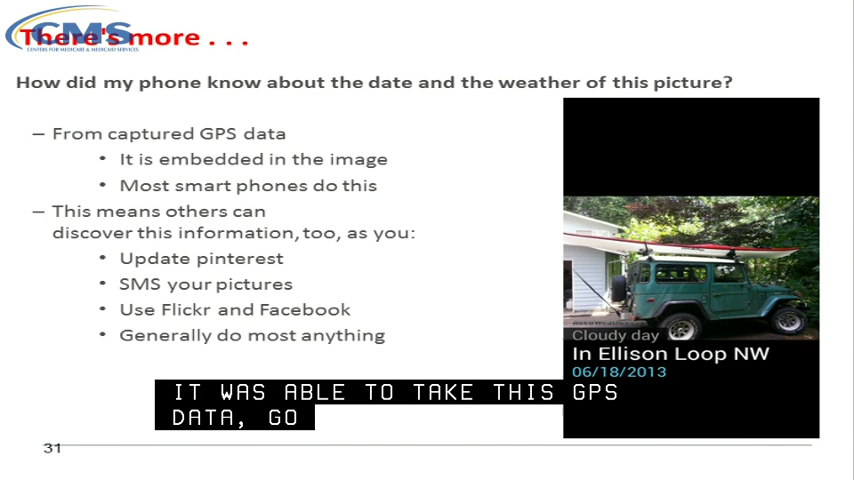 CMS
CENTERS FOR MEDICARE & MEDICAID SERVICES
There's more . . .
How did my phone know about the date and the weather of this picture?
– From captured GPS data
• It is embedded in the image
• Most smart phones do this
– This means others can
discover this information, too, as you:
• Update pinterest
• SMS your pictures
• Use Flickr and Facebook
• Generally do most anything
Cloudy day
In Ellison Loop NW
06/18/2013
IT WAS ABLE TO TAKE THIS GPS
DATA, GO
31